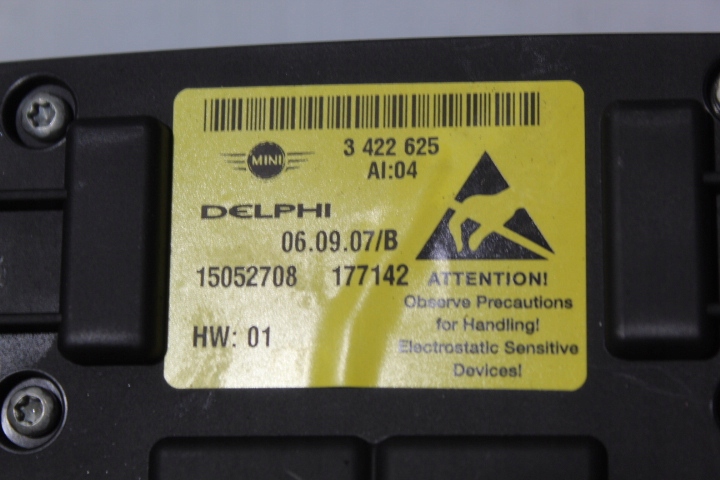 3 422 625
MINI
AI:04
DELPHI
06.09.07/B
15052708 177142
ATTENTION!
Observe Precautions
for Handling!
Electrostatic Sensitive
Devices!
HW: 01